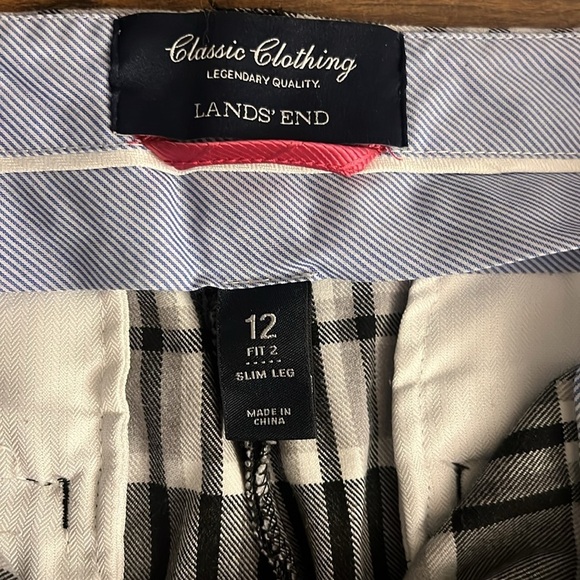 Classic Clothing
LEGENDARY QUALITY.
LANDS' END
12
FIT 2
SLIM LEG
MADE IN
CHINA